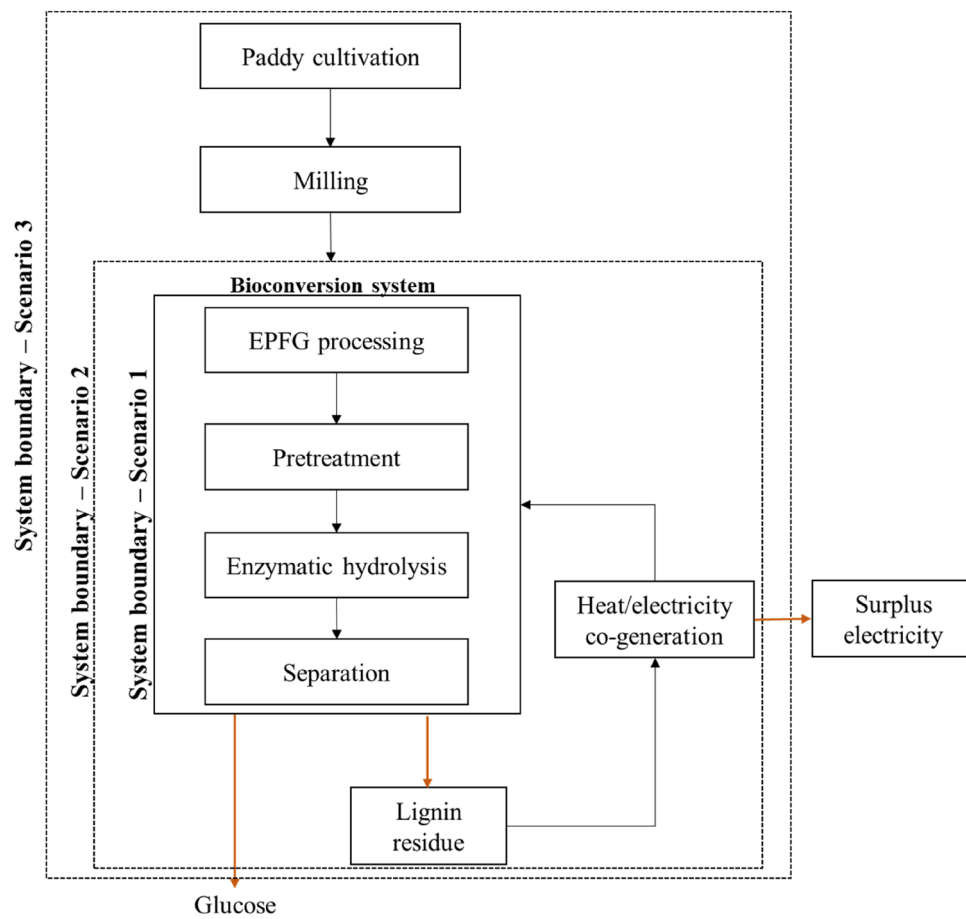 Paddy cultivation
Milling
System boundary – Scenario 3
System boundary – Scenario 2
System boundary – Scenario 1
Bioconversion system
EPFG processing
Pretreatment
Enzymatic hydrolysis
Separation
Heat/electricity
co-generation
Surplus
electricity
Lignin
residue
Glucose